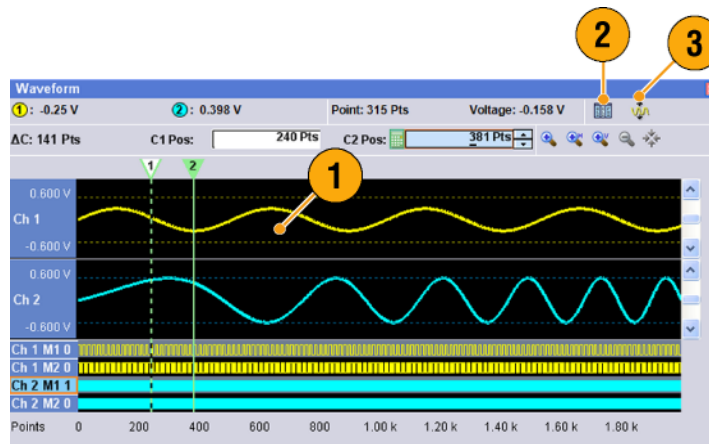 2
3
Waveform
1: -0.25 V 2: 0.398 V Point: 315 Pts Voltage: -0.158 V
ΔC: 141 Pts C1 Pos: 240 Pts C2 Pos: 381 Pts
1 2
1
0.600 V
Ch 1
-0.600 V
0.600 V
Ch 2
-0.600 V
Ch 1 M1 0
Ch 1 M2 0
Ch 2 M1 1
Ch 2 M2 0
Points 0 200 400 600 800 1.00 k 1.20 k 1.40 k 1.60 k 1.80 k